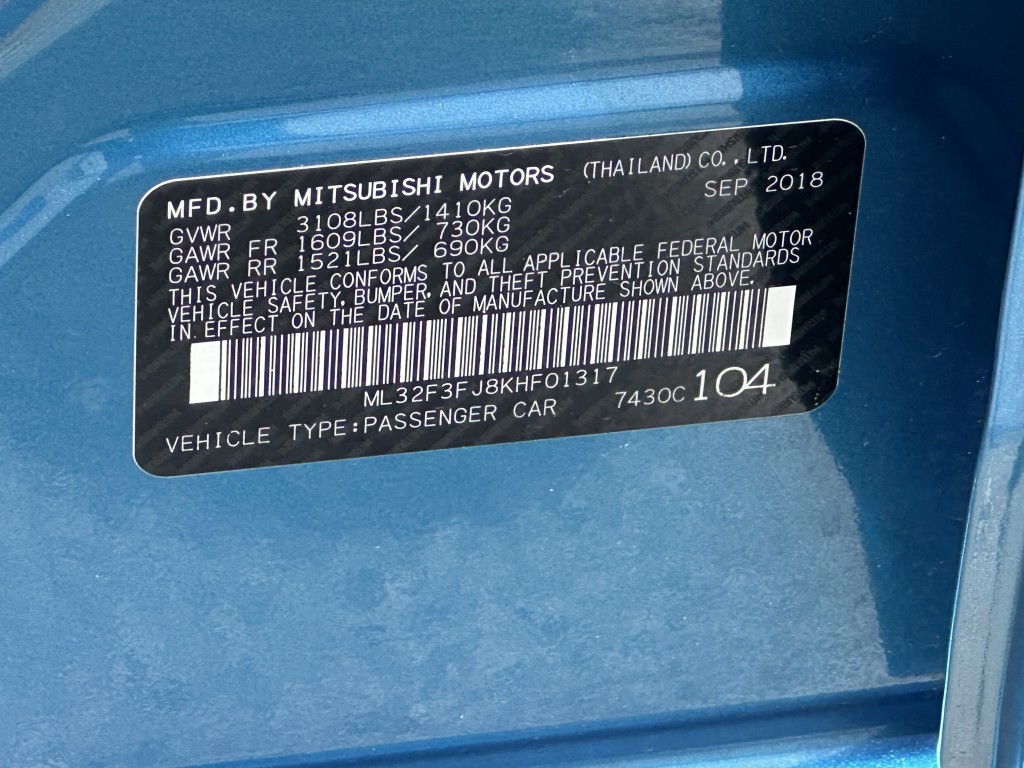 MFD.BY MITSUBISHI MOTORS (THAILAND) CO., LTD.
SEP 2018
GVWR 3108LBS/1410KG
GAWR FR 1609LBS/ 730KG
GAWR RR 1521LBS/ 690KG
THIS VEHICLE CONFORMS TO ALL APPLICABLE FEDERAL MOTOR
VEHICLE SAFETY, BUMPER, AND THEFT PREVENTION STANDARDS
IN EFFECT ON THE DATE OF MANUFACTURE SHOWN ABOVE.
ML32F3FJ8KHF01317
VEHICLE TYPE:PASSENGER CAR 7430C 104